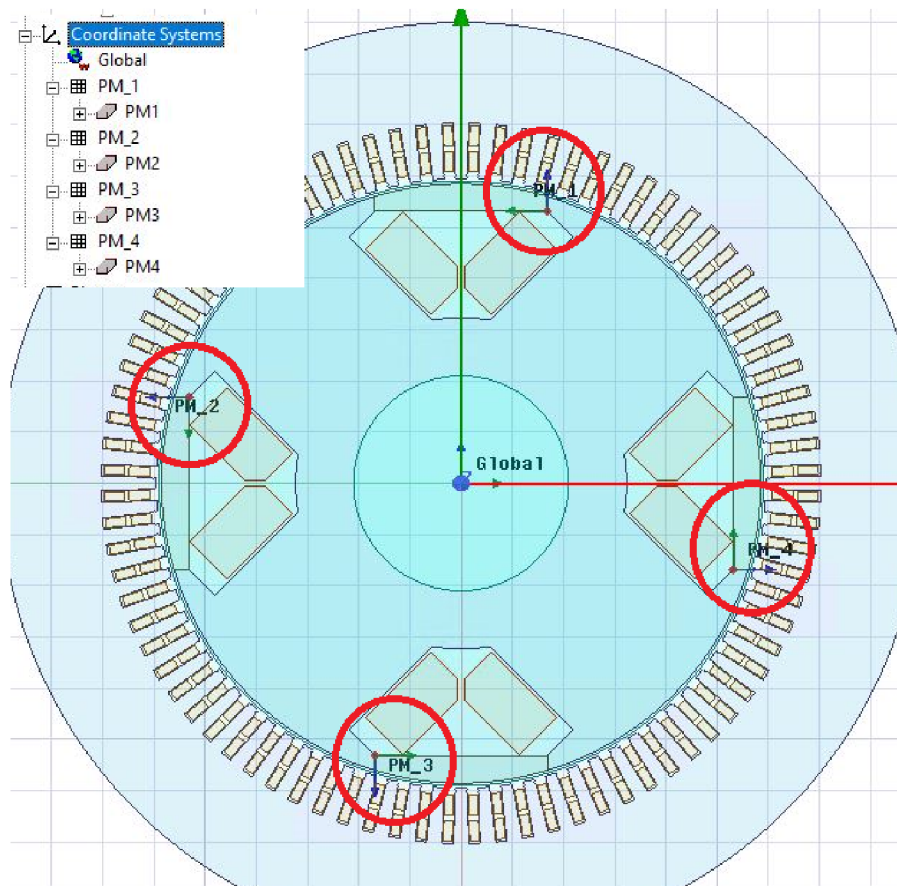 Coordinate Systems
Global
PM_1
PM1
PM_2
PM2
PM_3
PM3
PM_4
PM4
PM_1
PM_2
Global
PM_4
PM_3